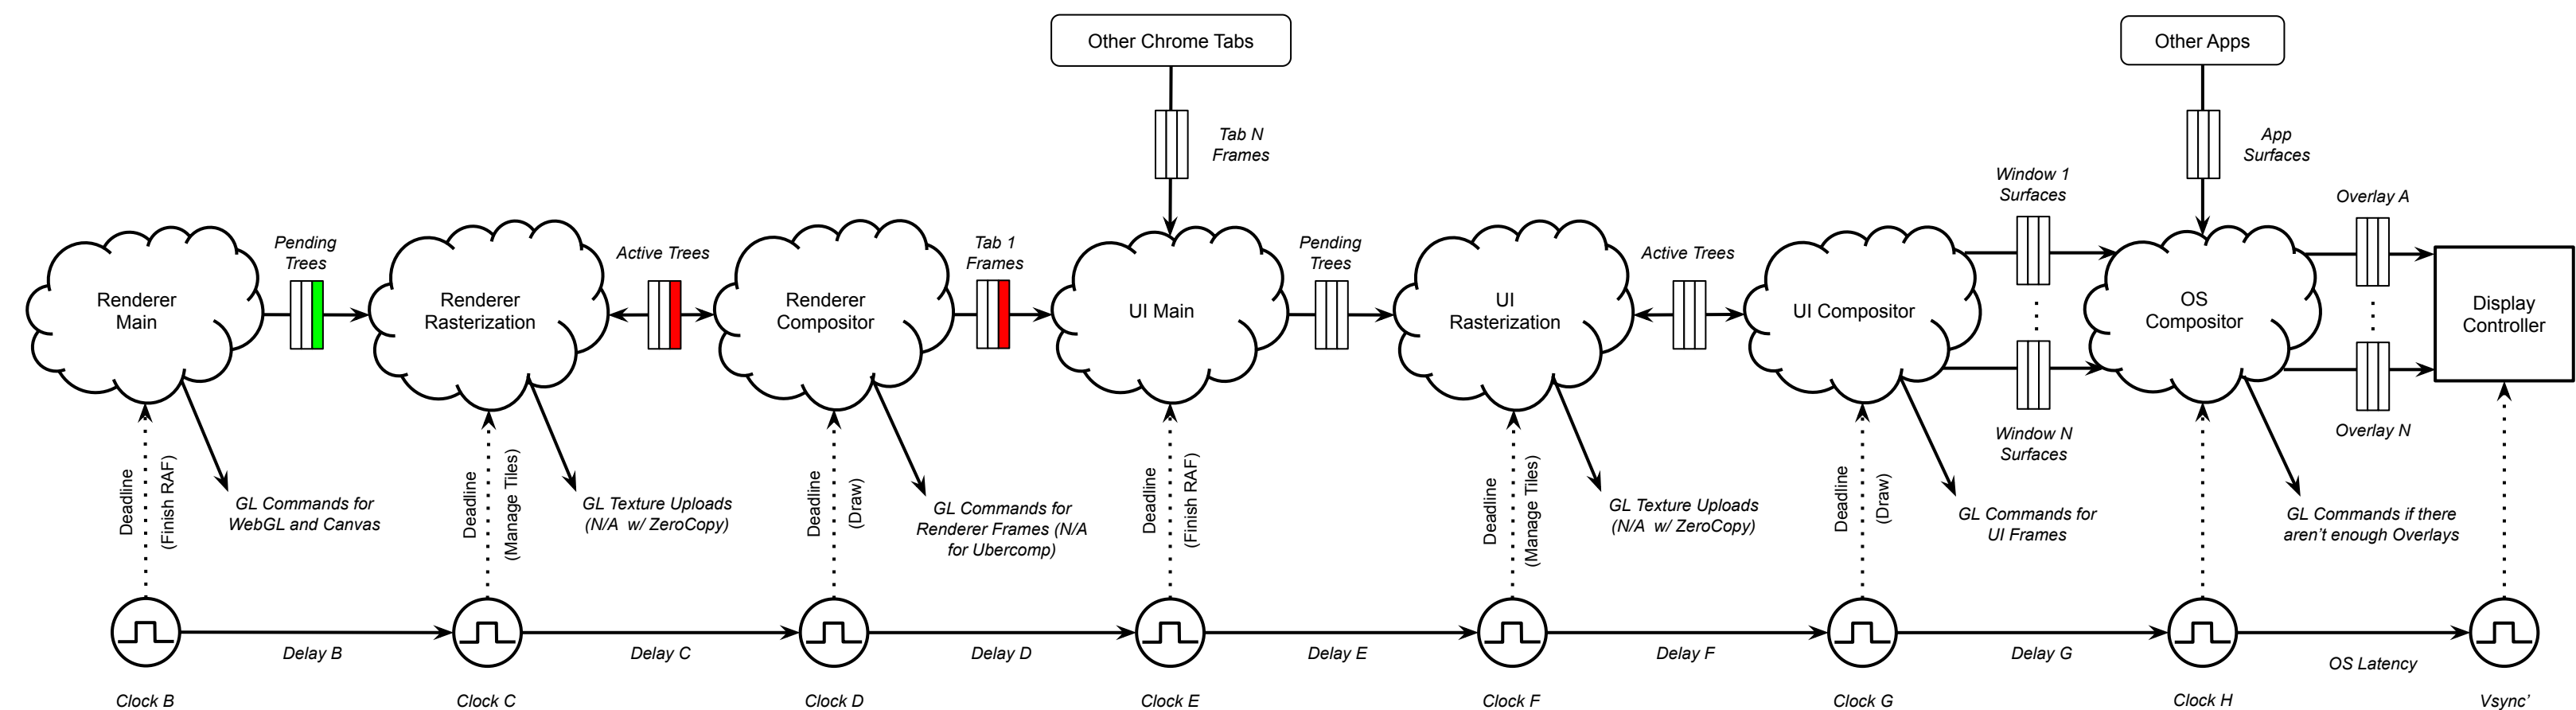 Other Chrome Tabs
Other Apps
Tab N
Frames
App
Surfaces
Window 1
Surfaces
Overlay A
Pending
Trees
Active Trees
Tab 1
Frames
Pending
Trees
Active Trees
Renderer
Main
Renderer
Rasterization
Renderer
Compositor
UI Main
UI
Rasterization
UI Compositor
OS
Compositor
Display
Controller
Window N
Surfaces
Overlay N
Deadline
(Finish RAF)
GL Commands for
WebGL and Canvas
Deadline
(Manage Tiles)
GL Texture Uploads
(N/A w/ ZeroCopy)
Deadline
(Draw)
GL Commands for
Renderer Frames (N/A
for Ubercomp)
Deadline
(Finish RAF)
Deadline
(Manage Tiles)
GL Texture Uploads
(N/A w/ ZeroCopy)
Deadline
(Draw)
GL Commands for
UI Frames
GL Commands if there
aren't enough Overlays
Delay B
Delay C
Delay D
Delay E
Delay F
Delay G
OS Latency
Clock B
Clock C
Clock D
Clock E
Clock F
Clock G
Clock H
Vsync'